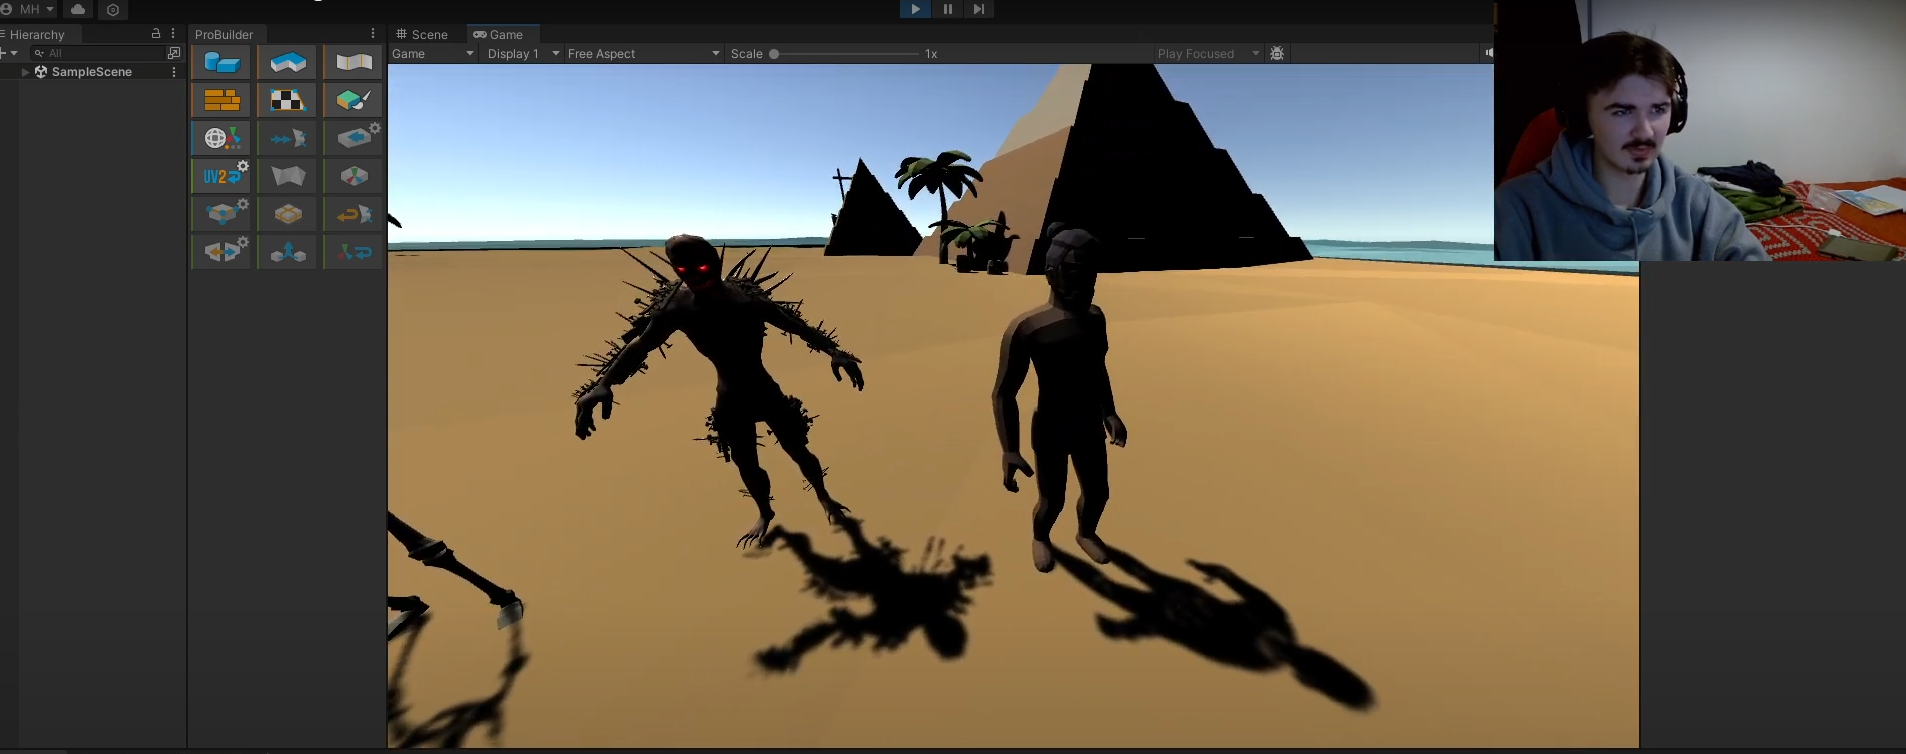 MH
Hierarchy
All
SampleScene
ProBuilder
UV2
Scene
Game
Game
Display 1
Free Aspect
Scale
1x
Play Focused